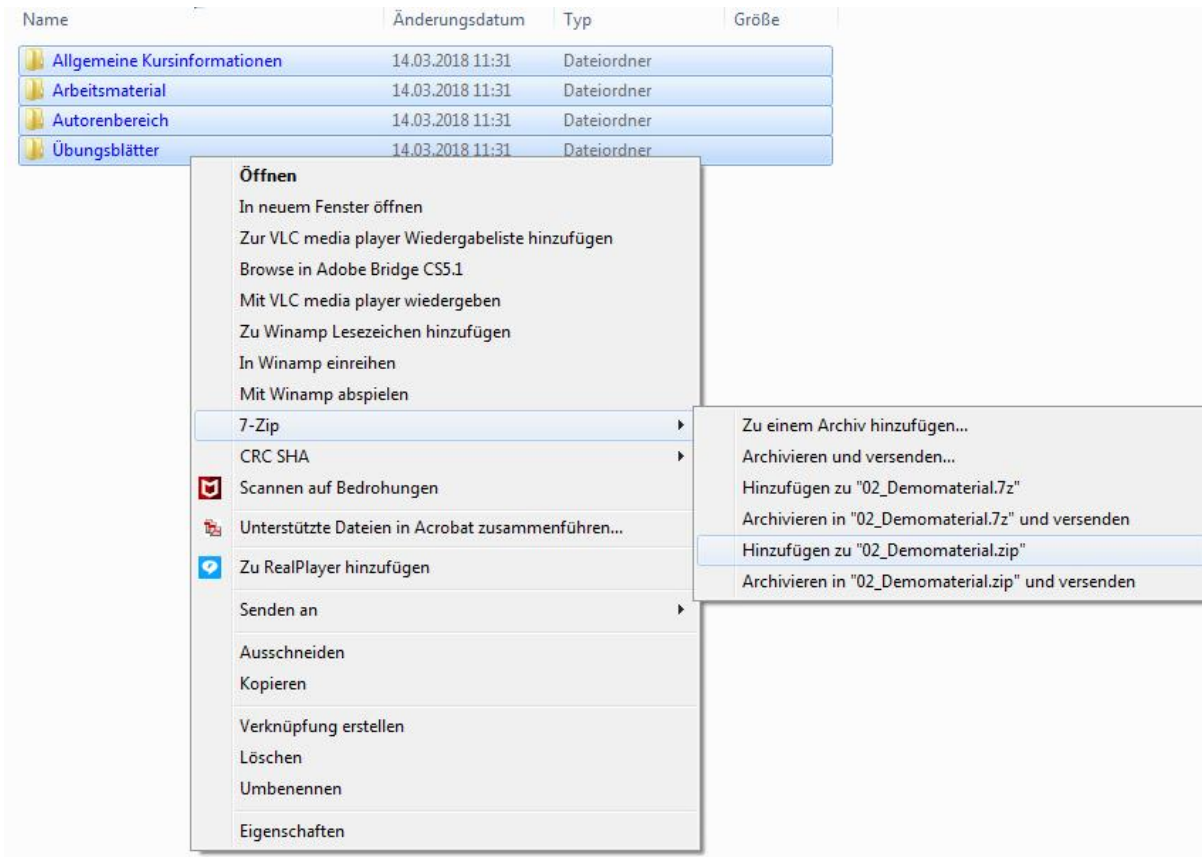 Name Änderungsdatum Typ Größe
Allgemeine Kursinformationen 14.03.2018 11:31 Dateiordner
Arbeitsmaterial 14.03.2018 11:31 Dateiordner
Autorenbereich 14.03.2018 11:31 Dateiordner
Übungsblätter 14.03.2018 11:31 Dateiordner
Öffnen
In neuem Fenster öffnen
Zur VLC media player Wiedergabeliste hinzufügen
Browse in Adobe Bridge CS5.1
Mit VLC media player wiedergeben
Zu Winamp Lesezeichen hinzufügen
In Winamp einreihen
Mit Winamp abspielen
7-Zip
CRC SHA
Scannen auf Bedrohungen
Unterstützte Dateien in Acrobat zusammenführen...
Zu RealPlayer hinzufügen
Senden an
Ausschneiden
Kopieren
Verknüpfung erstellen
Löschen
Umbenennen
Eigenschaften
Zu einem Archiv hinzufügen...
Archivieren und versenden...
Hinzufügen zu "02_Demomaterial.7z"
Archivieren in "02_Demomaterial.7z" und versenden
Hinzufügen zu "02_Demomaterial.zip"
Archivieren in "02_Demomaterial.zip" und versenden